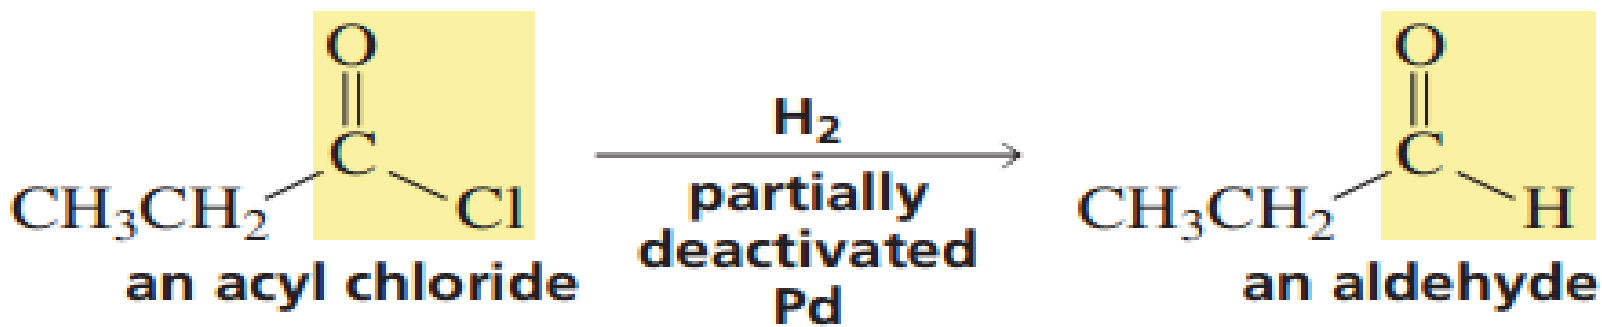 O
C
CH₃CH₂
Cl
an acyl chloride
H₂
partially
deactivated
Pd
O
C
CH₃CH₂
H
an aldehyde